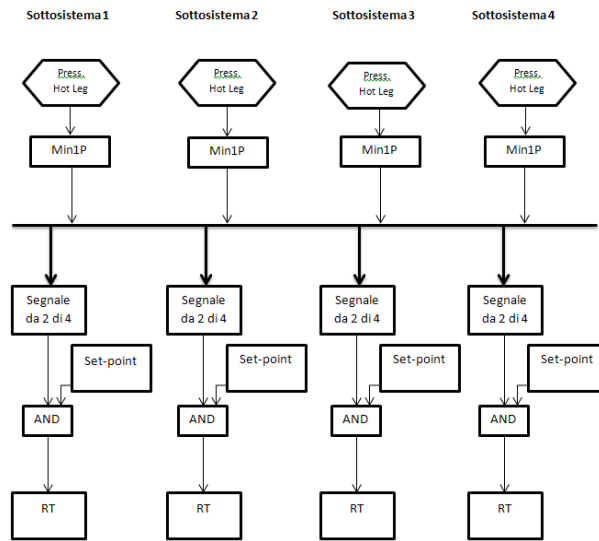 Sottosistema 1 Sottosistema 2 Sottosistema 3 Sottosistema 4
Press. Press. Press. Press.
Hot Leg Hot Leg Hot Leg Hot Leg
Min1P Min1P Min1P Min1P
Segnale Segnale Segnale Segnale
da 2 di 4 da 2 di 4 da 2 di 4 da 2 di 4
Set-point Set-point Set-point Set-point
AND AND AND AND
RT RT RT RT